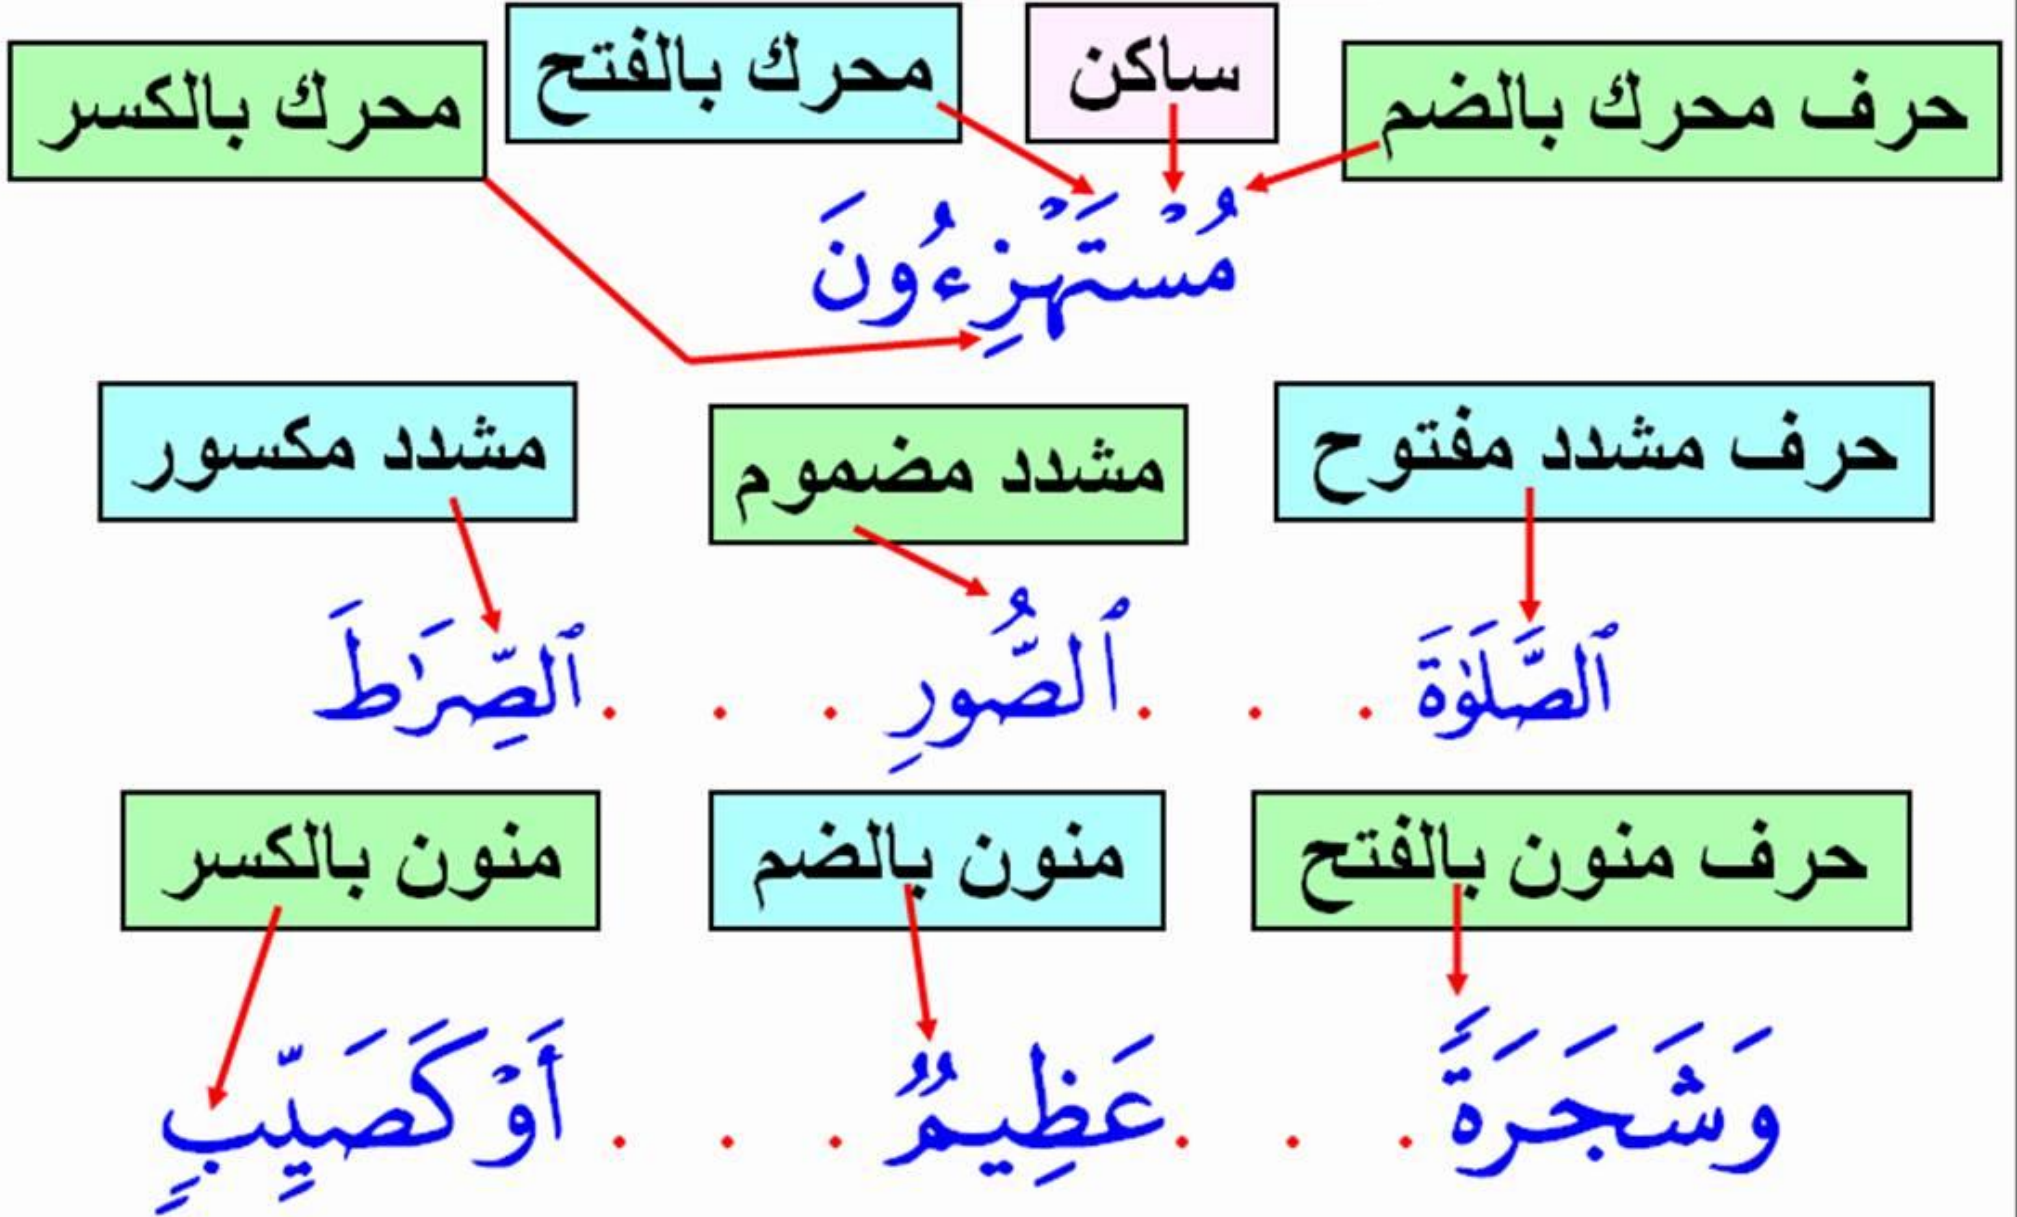 حرف محرك بالضم ساكن محرك بالفتح محرك بالكسر
مُسۡتَهۡزِءُونَ
حرف مشدد مفتوح مشدد مضموم مشدد مكسور
ٱلصَّلَوٰةَ . . . ٱلصُّورِ . . . ٱلصِّرَٰطَ
حرف منون بالفتح منون بالضم منون بالكسر
وَشَجَرَةً . . . عَظِيمٌ . . . أَوۡ كَصَيِّبٍ